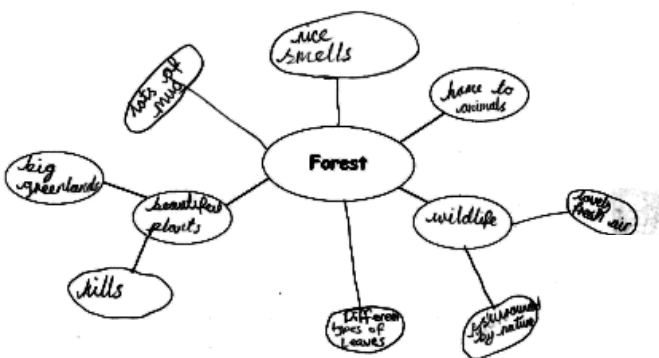 nice
smells
lots of
mud
home to
animals
Forest
big
greenlands
beautiful
plants
wildlife
lovely
fresh air
hills
Different
types of
leaves
surrounded
by nature